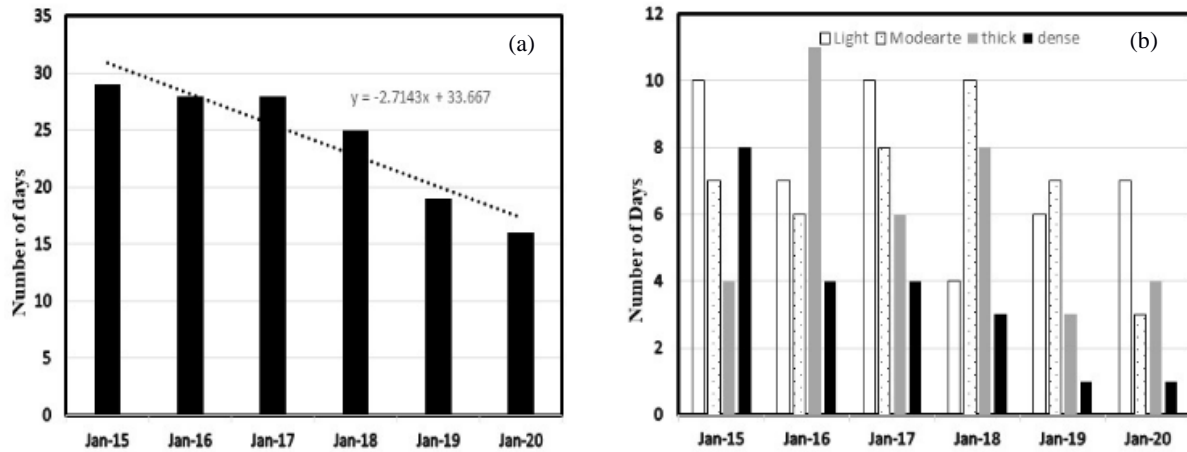 (a)
y = -2.7143x + 33.667
Number of days
35
30
25
20
15
10
5
0
Jan-15 Jan-16 Jan-17 Jan-18 Jan-19 Jan-20
(b)
Light Modearte thick dense
Number of Days
12
10
8
6
4
2
0
Jan-15 Jan-16 Jan-17 Jan-18 Jan-19 Jan-20